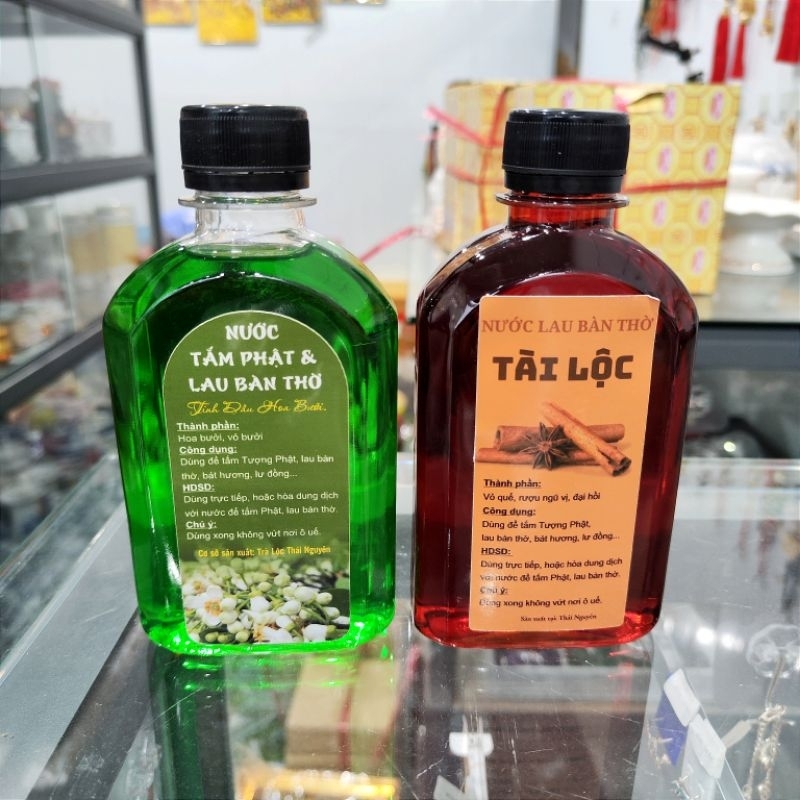 NƯỚC
TẮM PHẬT &
LAU BÀN THỜ
Tinh Dầu Hoa Bưởi.
Thành phần:
Hoa bưởi, vỏ bưởi
Công dụng:
Dùng để tắm Tượng Phật, lau bàn
thờ, bát hương, lư đồng...
HDSD:
Dùng trực tiếp, hoặc hòa dung dịch
với nước để tắm Phật, lau bàn thờ.
Chú ý:
Dùng xong không vứt nơi ô uế.
Cơ sở sản xuất: Trà Lộc Thái Nguyên
NƯỚC LAU BÀN THỜ
TÀI LỘC
Thành phần:
Vỏ quế, rượu ngũ vị, đại hồi
Công dụng:
Dùng để tắm Tượng Phật,
lau bàn thờ, bát hương, lư đồng...
HDSD:
Dùng trực tiếp, hoặc hòa dung dịch
với nước để tắm Phật, lau bàn thờ.
Chú ý:
Dùng xong không vứt nơi ô uế.
Sản xuất tại: Thái Nguyên